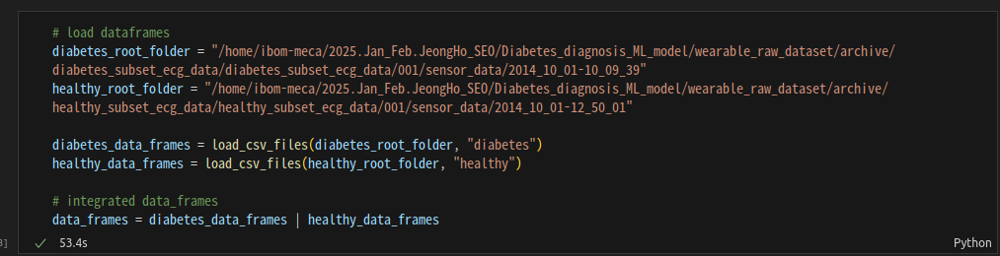 # load dataframes
diabetes_root_folder = "/home/ibom-meca/2025.Jan_Feb.JeongHo_SEO/Diabetes_diagnosis_ML_model/wearable_raw_dataset/archive/
diabetes_subset_ecg_data/diabetes_subset_ecg_data/001/sensor_data/2014_10_01-10_09_39"
healthy_root_folder = "/home/ibom-meca/2025.Jan_Feb.JeongHo_SEO/Diabetes_diagnosis_ML_model/wearable_raw_dataset/archive/
healthy_subset_ecg_data/healthy_subset_ecg_data/001/sensor_data/2014_10_01-12_50_01"
diabetes_data_frames = load_csv_files(diabetes_root_folder, "diabetes")
healthy_data_frames = load_csv_files(healthy_root_folder, "healthy")
# integrated data_frames
data_frames = diabetes_data_frames | healthy_data_frames
3] ✓ 53.4s Python